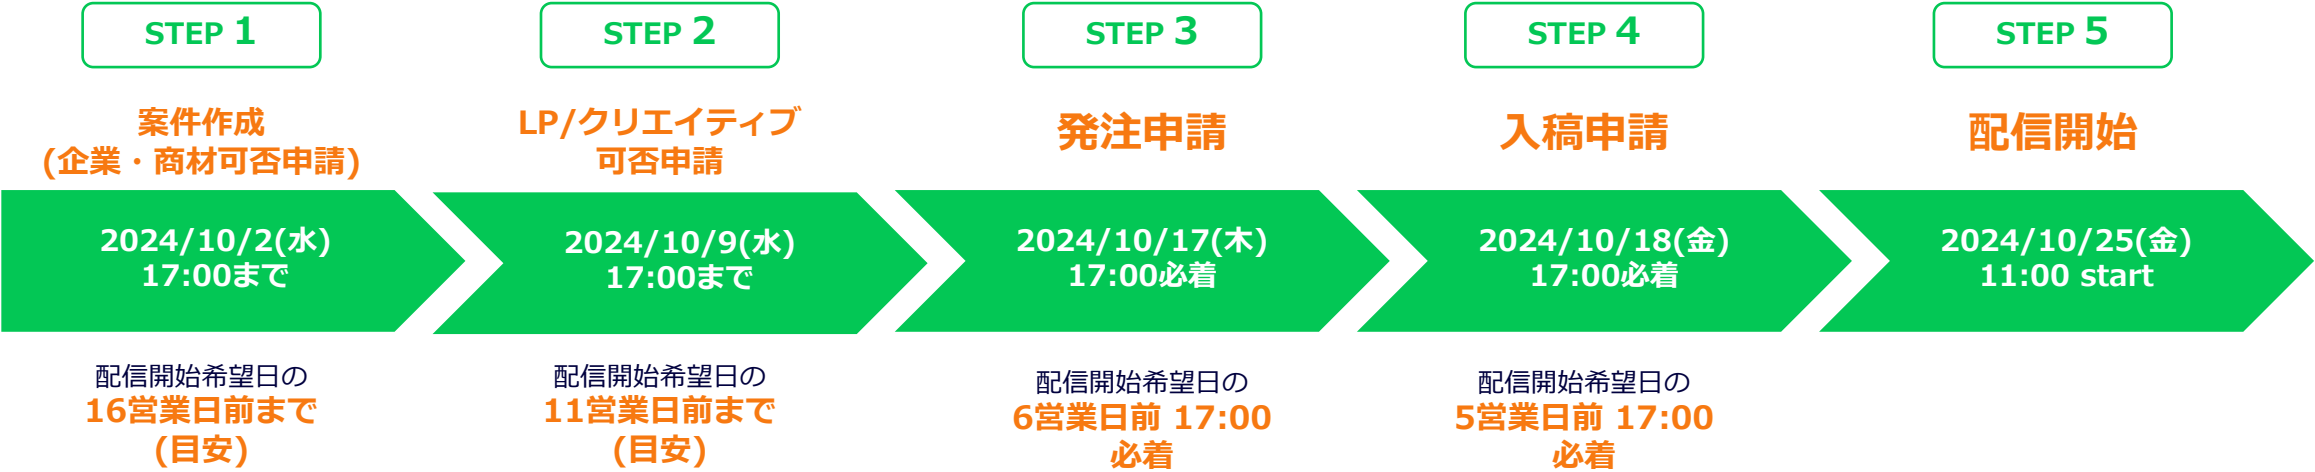 STEP 1
案件作成
(企業・商材可否申請)
2024/10/2(水)
17:00まで
配信開始希望日の
16営業日前まで
(目安)
STEP 2
LP/クリエイティブ
可否申請
2024/10/9(水)
17:00まで
配信開始希望日の
11営業日前まで
(目安)
STEP 3
発注申請
2024/10/17(木)
17:00必着
配信開始希望日の
6営業日前 17:00
必着
STEP 4
入稿申請
2024/10/18(金)
17:00必着
配信開始希望日の
5営業日前 17:00
必着
STEP 5
配信開始
2024/10/25(金)
11:00 start